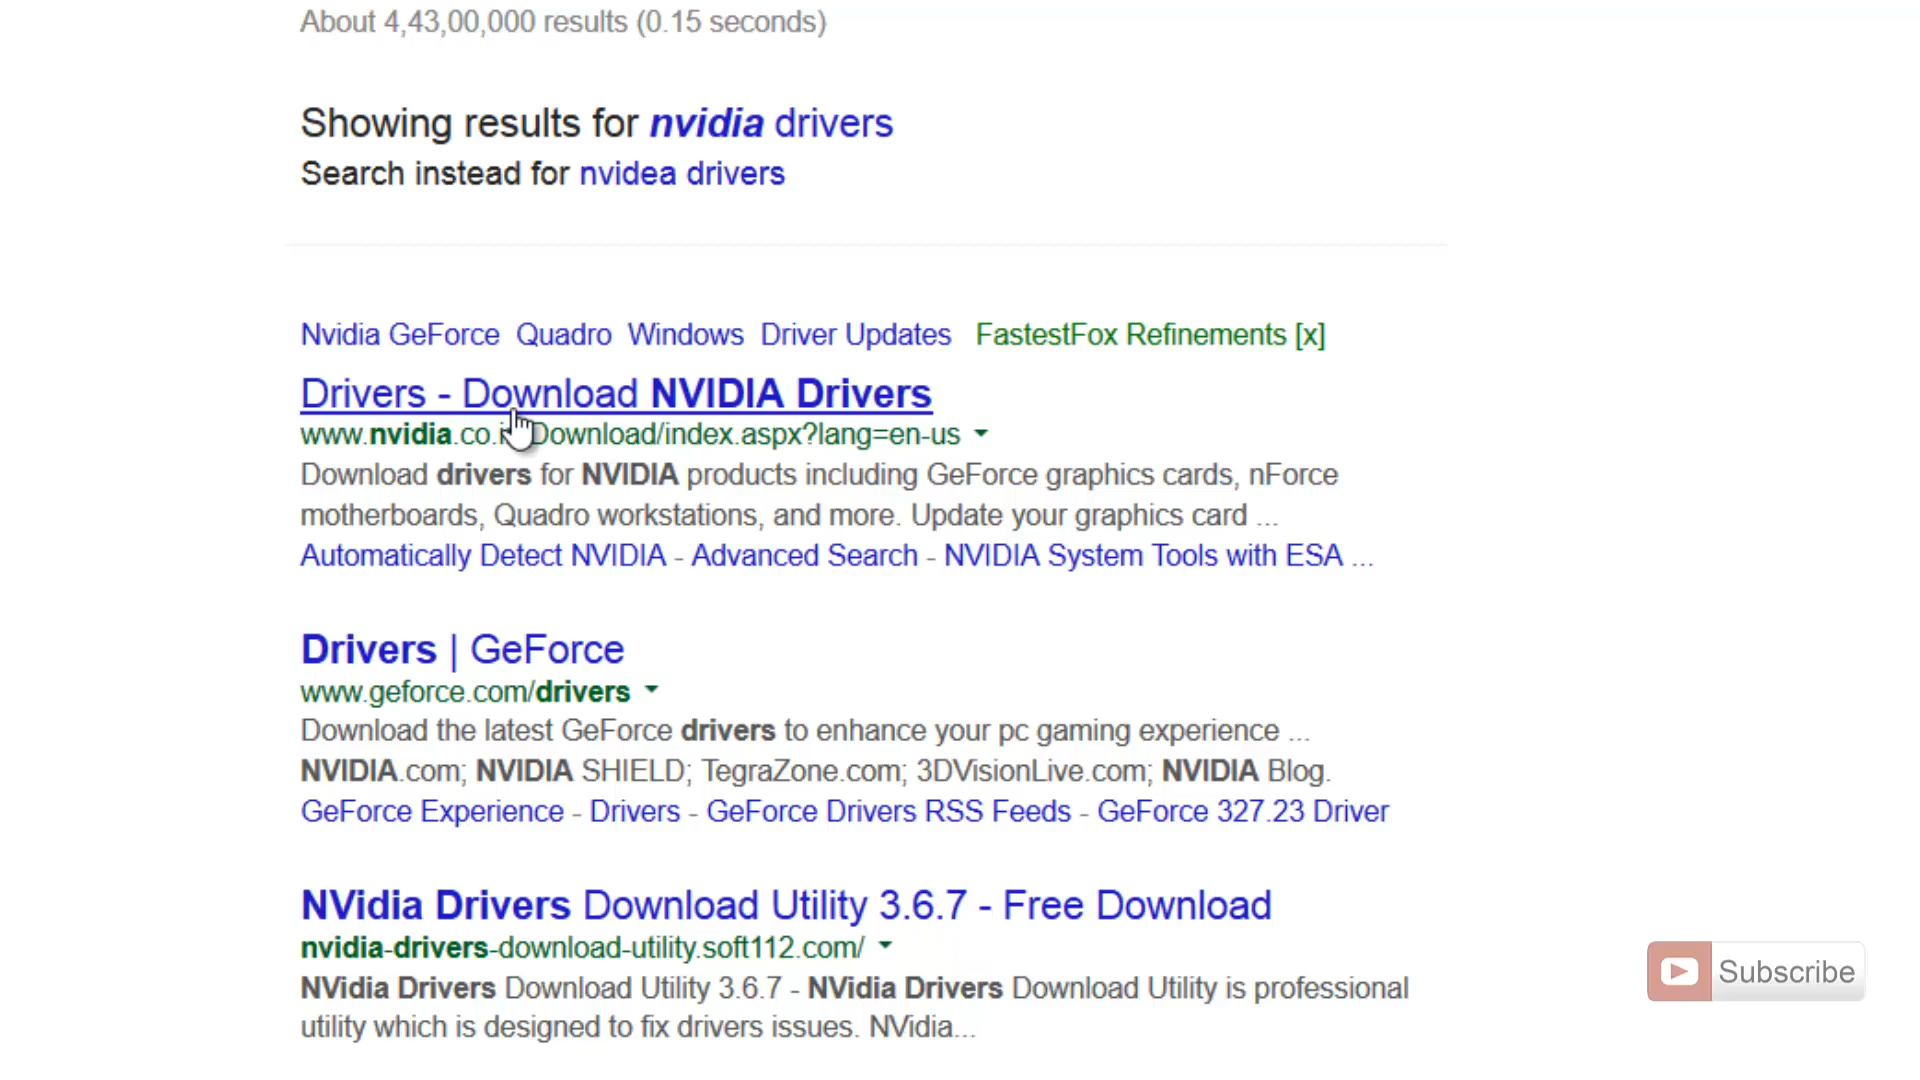 About 4,43,00,000 results (0.15 seconds)
Showing results for nvidia drivers
Search instead for nvidea drivers
Nvidia GeForce Quadro Windows Driver Updates FastestFox Refinements [x]
Drivers - Download NVIDIA Drivers
www.nvidia.co. Download/index.aspx?lang=en-us
Download drivers for NVIDIA products including GeForce graphics cards, nForce
motherboards, Quadro workstations, and more. Update your graphics card ...
Automatically Detect NVIDIA - Advanced Search - NVIDIA System Tools with ESA ...
Drivers | GeForce
www.geforce.com/drivers
Download the latest GeForce drivers to enhance your pc gaming experience ...
NVIDIA.com; NVIDIA SHIELD; TegraZone.com; 3DVisionLive.com; NVIDIA Blog.
GeForce Experience - Drivers - GeForce Drivers RSS Feeds - GeForce 327.23 Driver
NVidia Drivers Download Utility 3.6.7 - Free Download
nvidia-drivers-download-utility.soft112.com/
NVidia Drivers Download Utility 3.6.7 - NVidia Drivers Download Utility is professional
utility which is designed to fix drivers issues. NVidia...
Subscribe